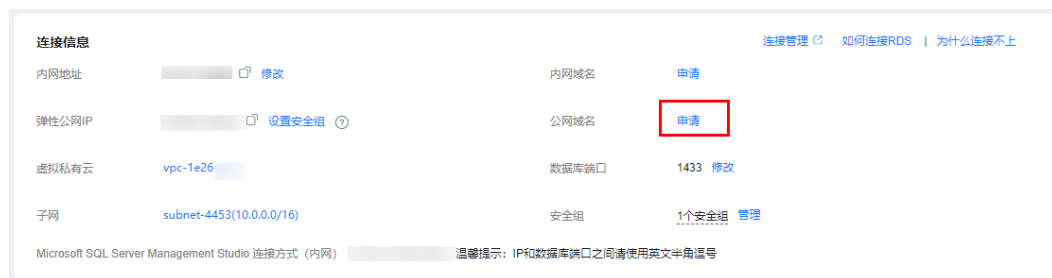 连接信息 连接管理 如何连接RDS | 为什么连接不上
内网地址 修改 内网域名 申请
弹性公网IP 设置安全组 公网域名 申请
虚拟私有云 vpc-1e26- 数据库端口 1433 修改
子网 subnet-4453(10.0.0.0/16) 安全组 1个安全组 管理
Microsoft SQL Server Management Studio 连接方式（内网） 温馨提示：IP和数据库端口之间请使用英文半角逗号